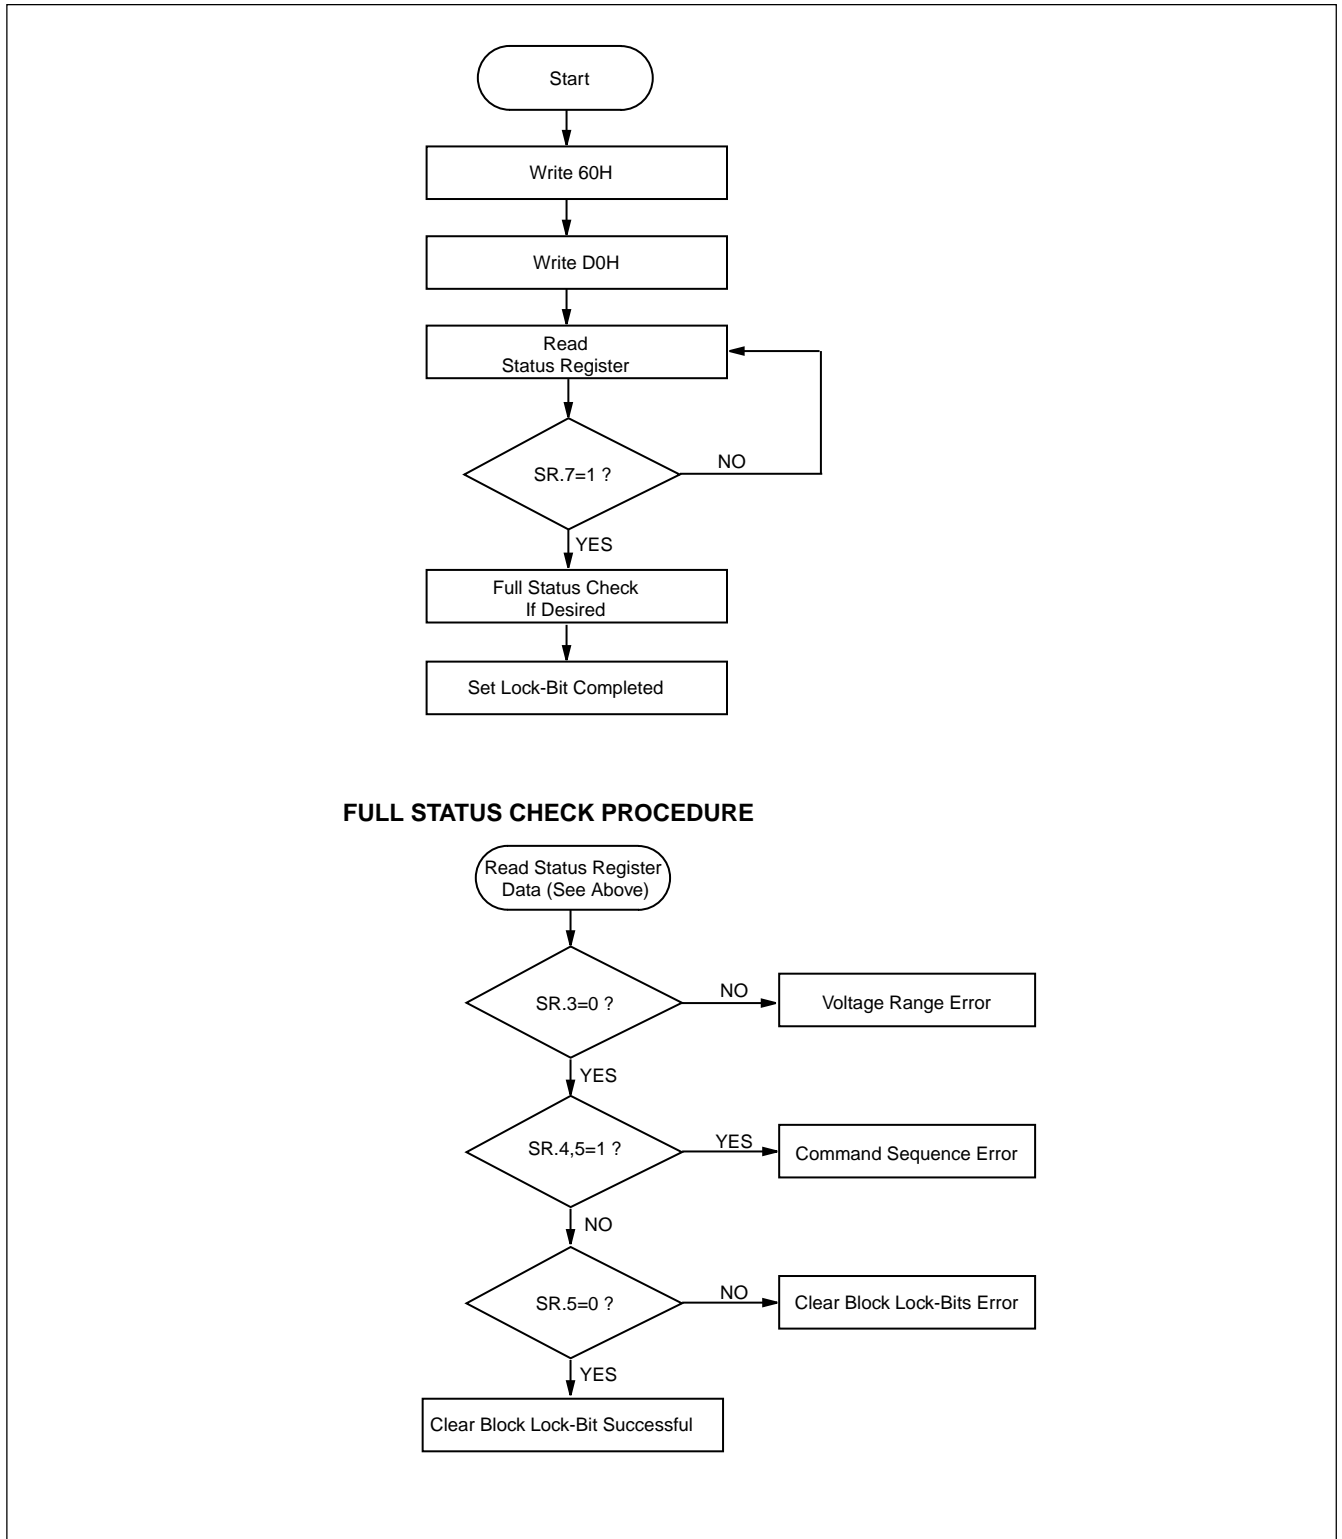 Start
Write 60H
Write D0H
Read
Status Register
SR.7=1 ?
NO
YES
Full Status Check
If Desired
Set Lock-Bit Completed
FULL STATUS CHECK PROCEDURE
Read Status Register
Data (See Above)
SR.3=0 ?
NO
Voltage Range Error
YES
SR.4,5=1 ?
YES
Command Sequence Error
NO
SR.5=0 ?
NO
Clear Block Lock-Bits Error
YES
Clear Block Lock-Bit Successful